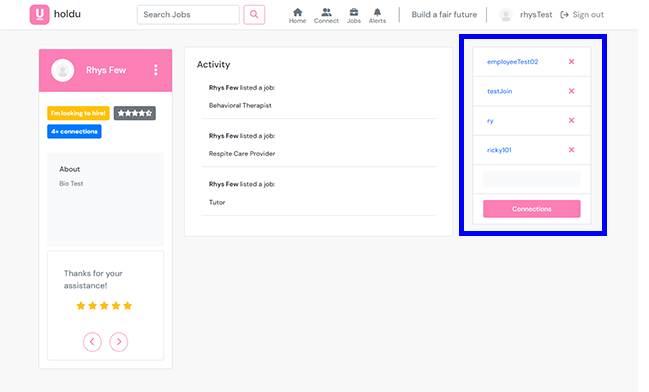 holdu
Search Jobs
Home
Connect
Jobs
Alerts
Build a fair future
rhysTest
Sign out
Rhys Few
I'm looking to hire!
4+ connections
About
Bio Test
Thanks for your
assistance!
Activity
Rhys Few listed a job:
Behavioral Therapist
Rhys Few listed a job:
Respite Care Provider
Rhys Few listed a job:
Tutor
employeeTest02
testJoin
ry
ricky101
Connections